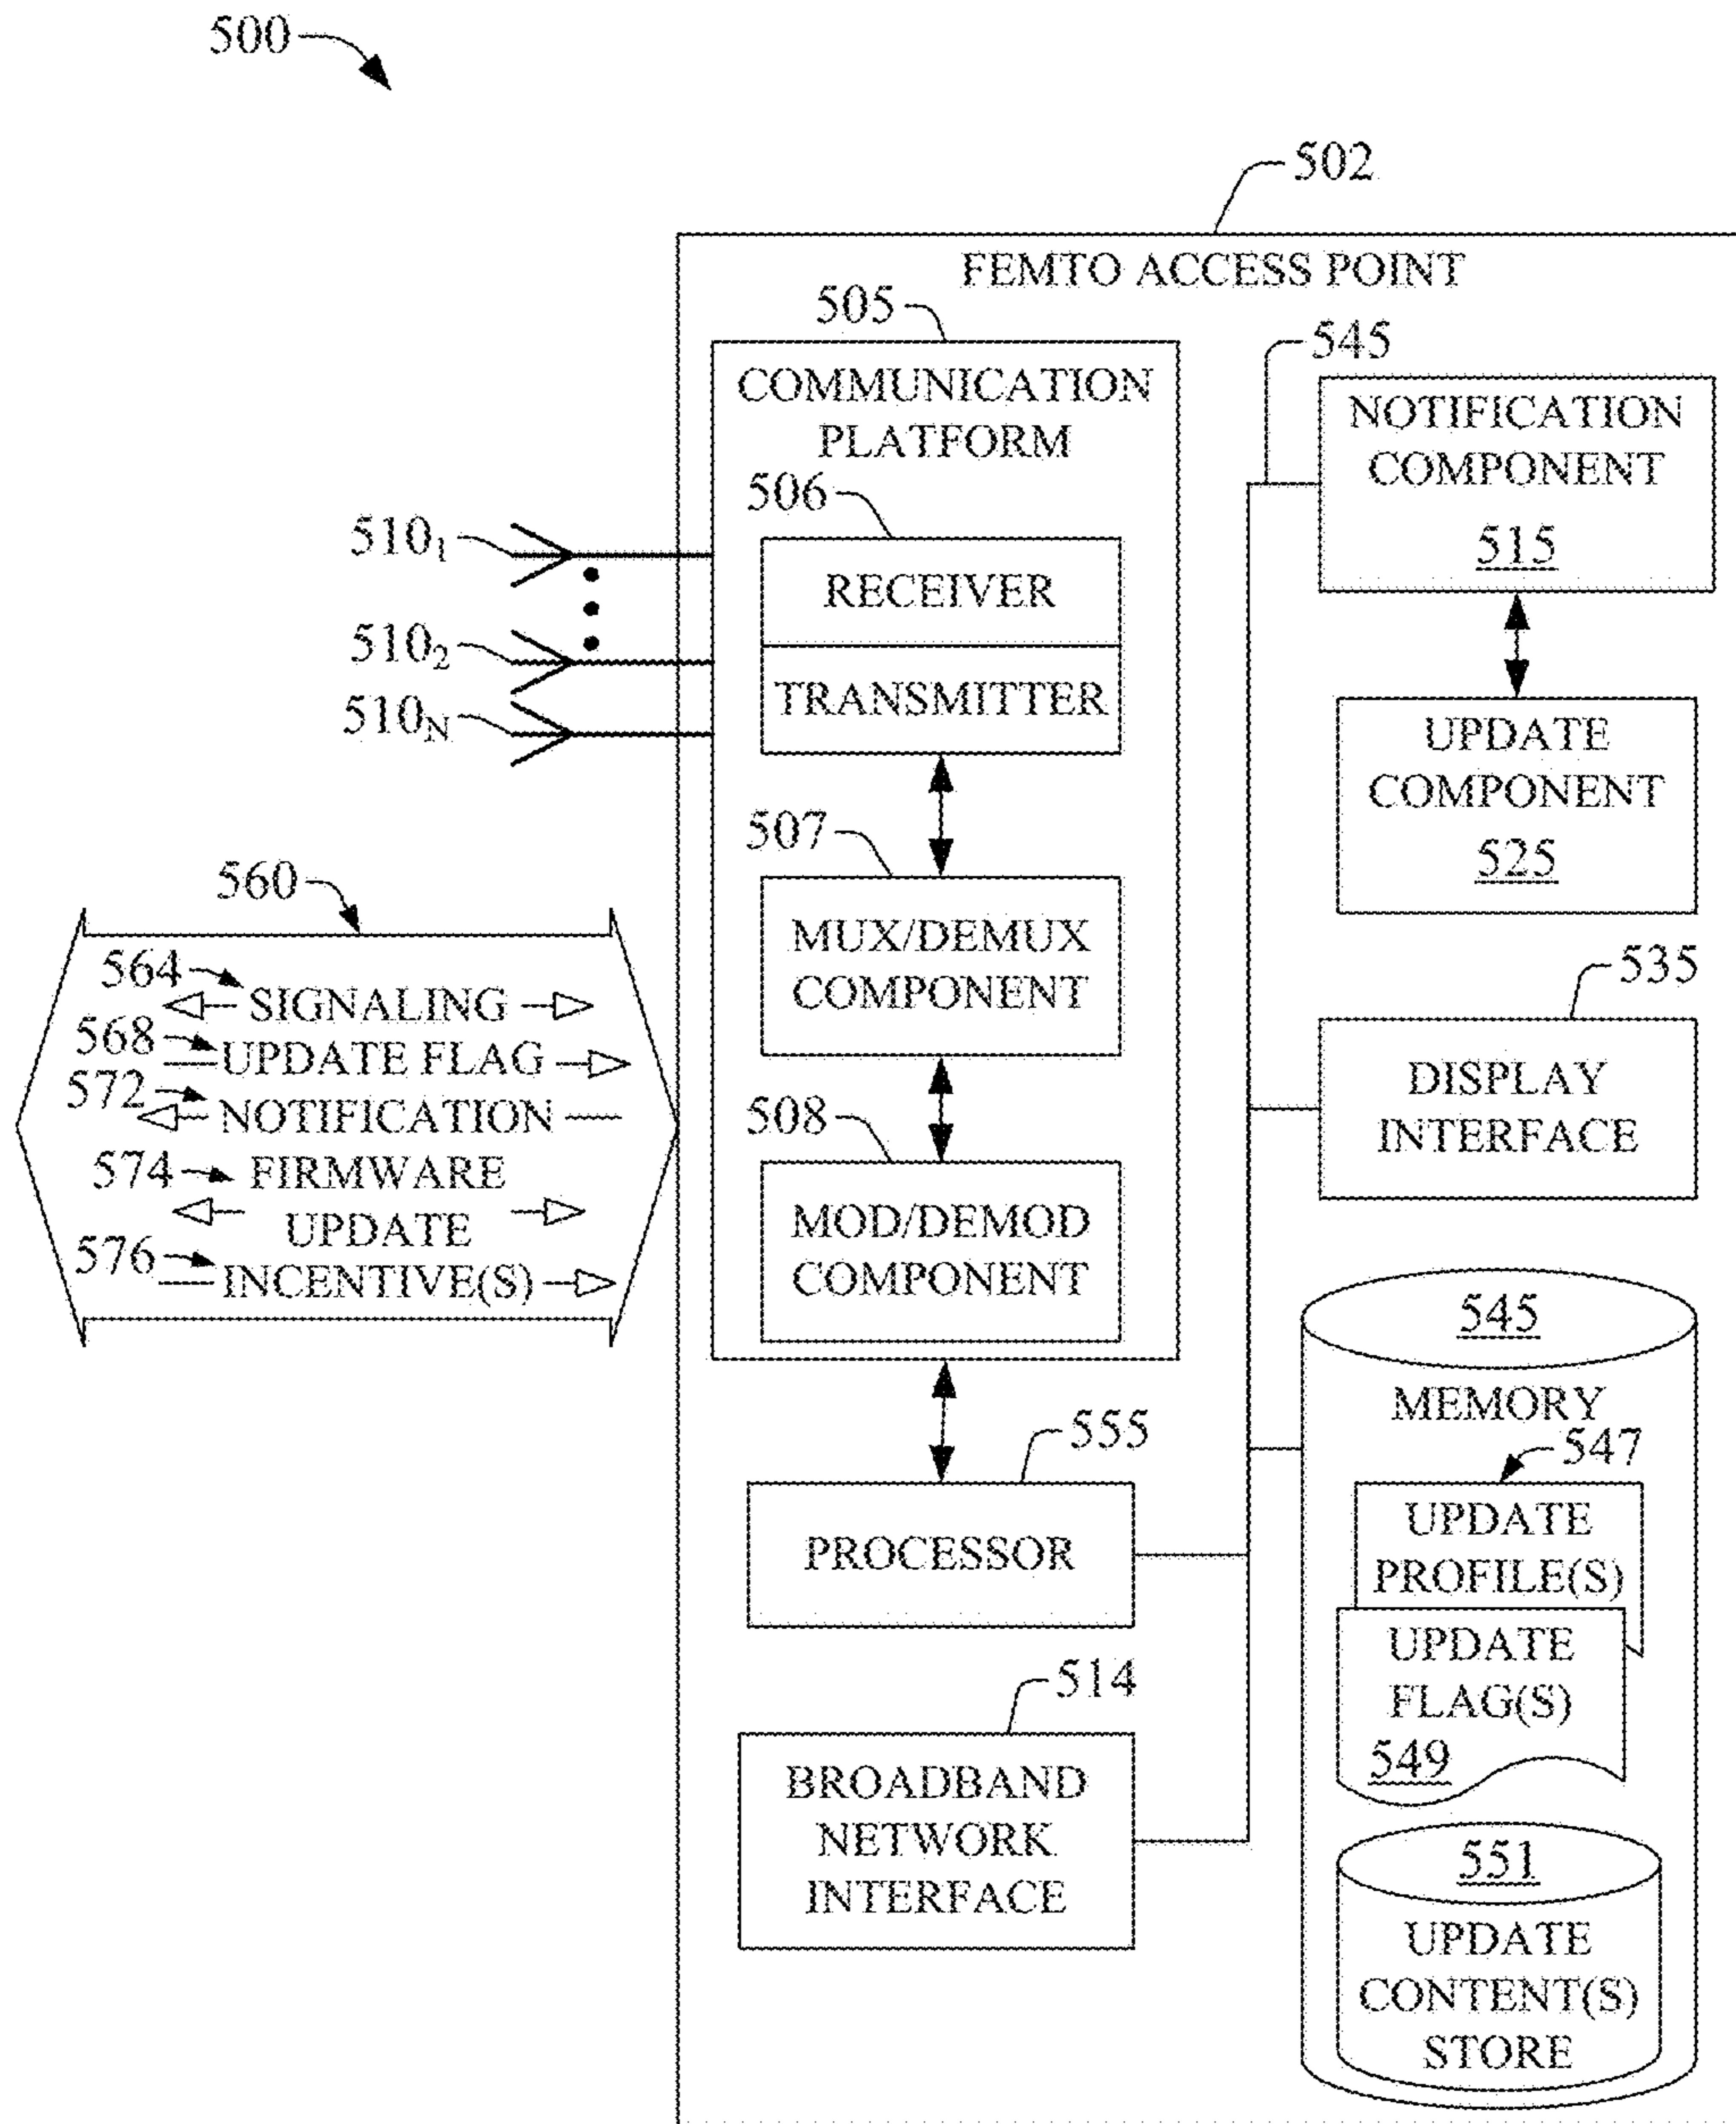 500
502
FEMTO ACCESS POINT
505
545
COMMUNICATION
PLATFORM
NOTIFICATION
COMPONENT
515
506
RECEIVER
TRANSMITTER
510₁
510₂
510N
UPDATE
COMPONENT
525
507
MUX/DEMUX
COMPONENT
560
564
SIGNALING
568
UPDATE FLAG
572
NOTIFICATION
574
FIRMWARE
UPDATE
576
INCENTIVE(S)
508
MOD/DEMOD
COMPONENT
535
DISPLAY
INTERFACE
545
MEMORY
547
UPDATE
PROFILE(S)
UPDATE
FLAG(S)
549
551
UPDATE
CONTENT(S)
STORE
555
PROCESSOR
514
BROADBAND
NETWORK
INTERFACE